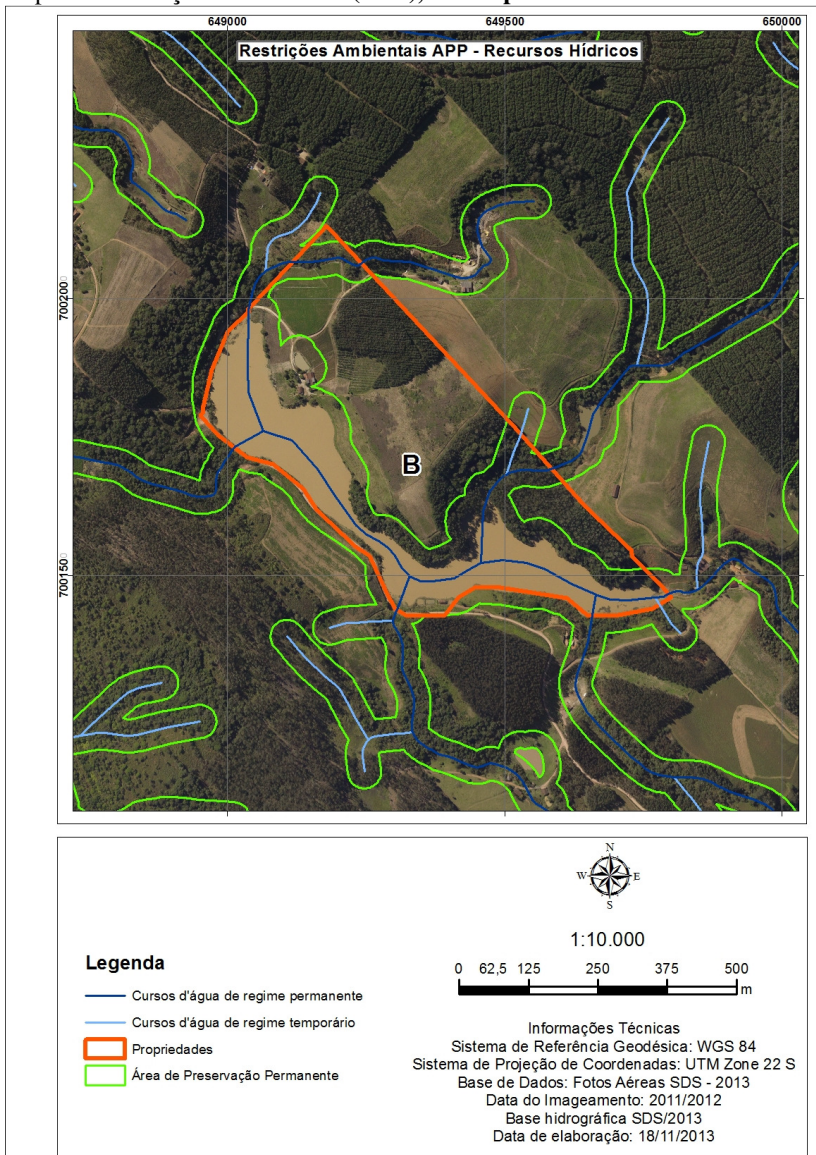 649000 649500 650000
Restrições Ambientais APP - Recursos Hídricos
7002000
B
7001500
N
W E
S
1:10.000
Legenda
0 62,5 125 250 375 500
m
Cursos d'água de regime permanente
Cursos d'água de regime temporário
Propriedades
Área de Preservação Permanente
Informações Técnicas
Sistema de Referência Geodésica: WGS 84
Sistema de Projeção de Coordenadas: UTM Zone 22 S
Base de Dados: Fotos Aéreas SDS - 2013
Data do Imageamento: 2011/2012
Base hidrográfica SDS/2013
Data de elaboração: 18/11/2013